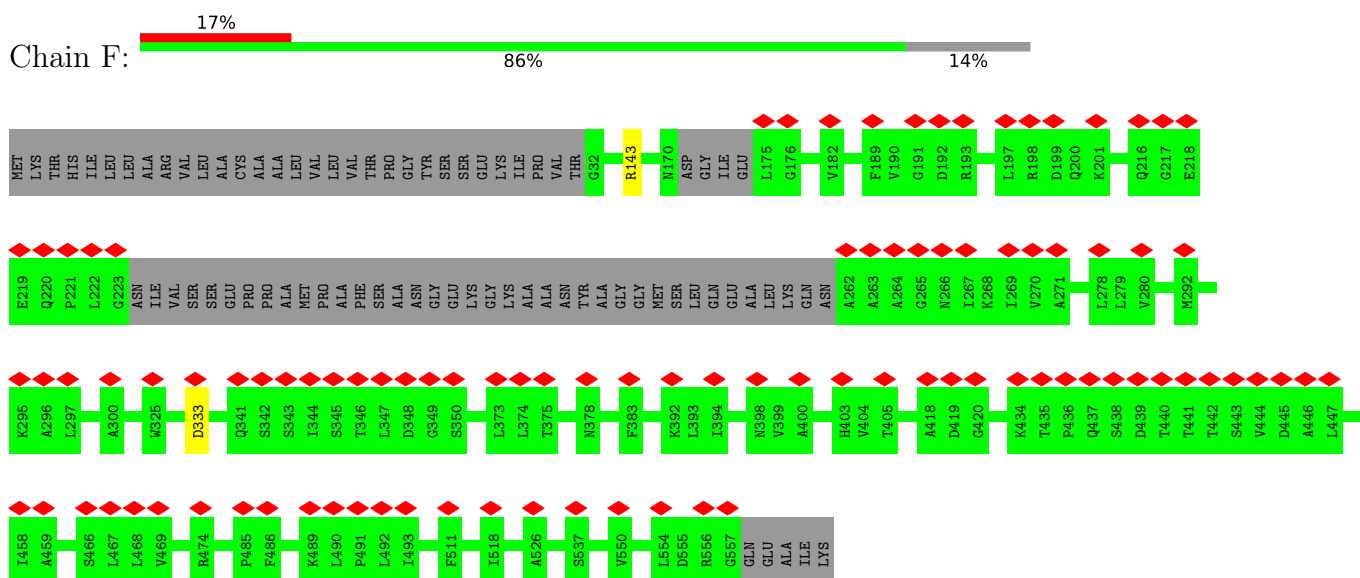 17%
Chain F:
86% 14%
MET LYS THR HIS ILE LEU LEU ALA ARG VAL LEU ALA CYS ALA ALA LEU VAL LEU VAL THR PRO GLY TYR SER SER GLU LYS ILE PRO VAL THR G32 R143 N170 ASP GLY ILE GLU L175 G176 V182 F189 V190 G191 D192 R193 L197 R198 D199 Q200 K201 Q216 G217 E218
E219 Q220 P221 L222 G223 ASN ILE VAL SER SER GLU PRO PRO ALA MET PRO ALA PHE SER ALA ASN GLY GLU LYS GLY LYS ALA ALA ASN TYR ALA GLY GLY MET SER LEU GLN GLU ALA LEU LYS GLN ASN A262 A263 A264 G265 N266 I267 K268 I269 V270 A271 L278 L279 V280 M292
K295 A296 L297 A300 W325 D333 Q341 S342 S343 I344 S345 T346 L347 D348 G349 S350 L373 L374 T375 N378 F383 K392 L393 I394 N398 V399 A400 H403 V404 T405 A418 D419 G420 K434 T435 P436 Q437 S438 D439 T440 T441 T442 S443 V444 D445 A446 L447
I458 A459 S466 L467 L468 V469 R474 P485 F486 K489 L490 P491 L492 I493 F511 I518 A526 S537 V550 L554 D555 R556 G557 GLN GLU ALA ILE LYS